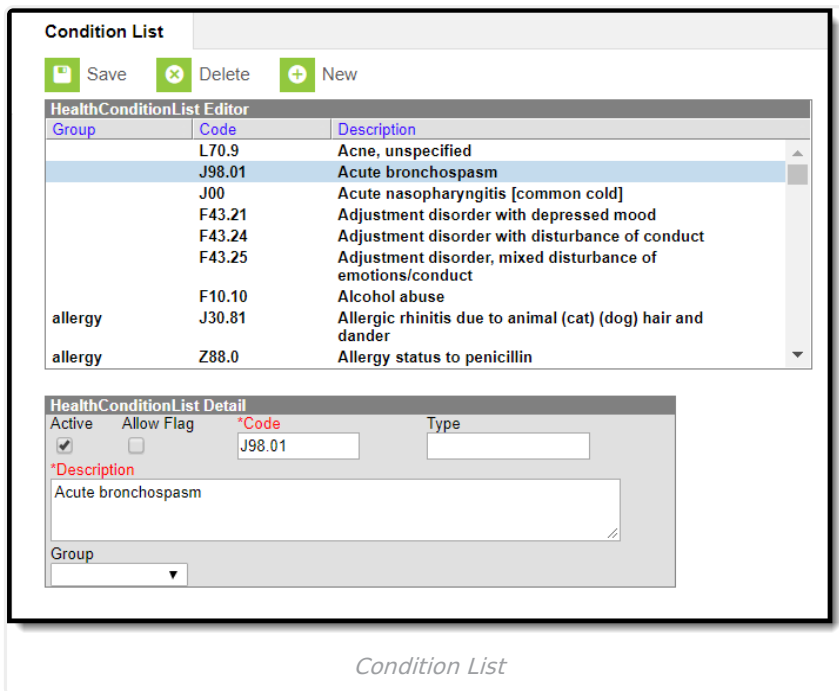 Condition List
Save Delete New
HealthConditionList Editor
Group Code Description
L70.9 Acne, unspecified
J98.01 Acute bronchospasm
J00 Acute nasopharyngitis [common cold]
F43.21 Adjustment disorder with depressed mood
F43.24 Adjustment disorder with disturbance of conduct
F43.25 Adjustment disorder, mixed disturbance of
emotions/conduct
F10.10 Alcohol abuse
allergy J30.81 Allergic rhinitis due to animal (cat) (dog) hair and
dander
allergy Z88.0 Allergy status to penicillin
HealthConditionList Detail
Active Allow Flag *Code Type
J98.01
*Description
Acute bronchospasm
Group
Condition List